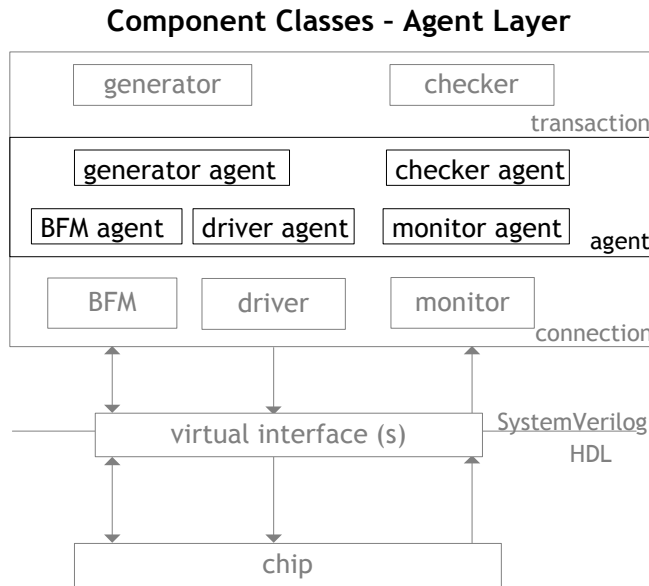 Component Classes – Agent Layer
generator checker
transaction
generator agent checker agent
BFM agent driver agent monitor agent
agent
BFM driver monitor
connection
virtual interface (s)
SystemVerilog
HDL
chip